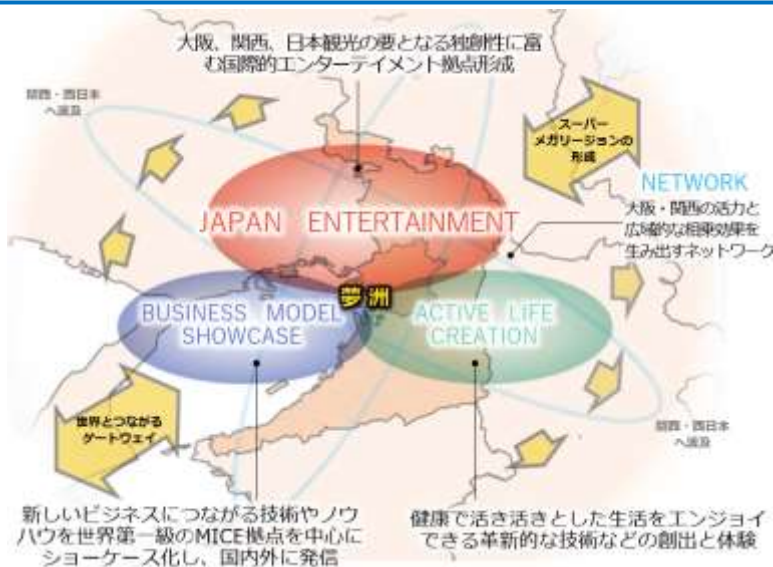 大阪、関西、日本観光の要となる独創性に富
む国際的エンターテイメント拠点形成
関西・西日本
へ波及
スーパー
メガリージョンの
形成
NETWORK
大阪・関西の活力と
広域的な相乗効果を
生み出すネットワーク
JAPAN ENTERTAINMENT
夢洲
BUSINESS MODEL
SHOWCASE
ACTIVE LIFE
CREATION
世界とつながる
ゲートウェイ
関西・西日本
へ波及
新しいビジネスにつながる技術やノウ
ハウを世界第一級のMICE拠点を中心に
ショーケース化し、国内外に発信
健康で活き活きとした生活をエンジョイ
できる革新的な技術などの創出と体験